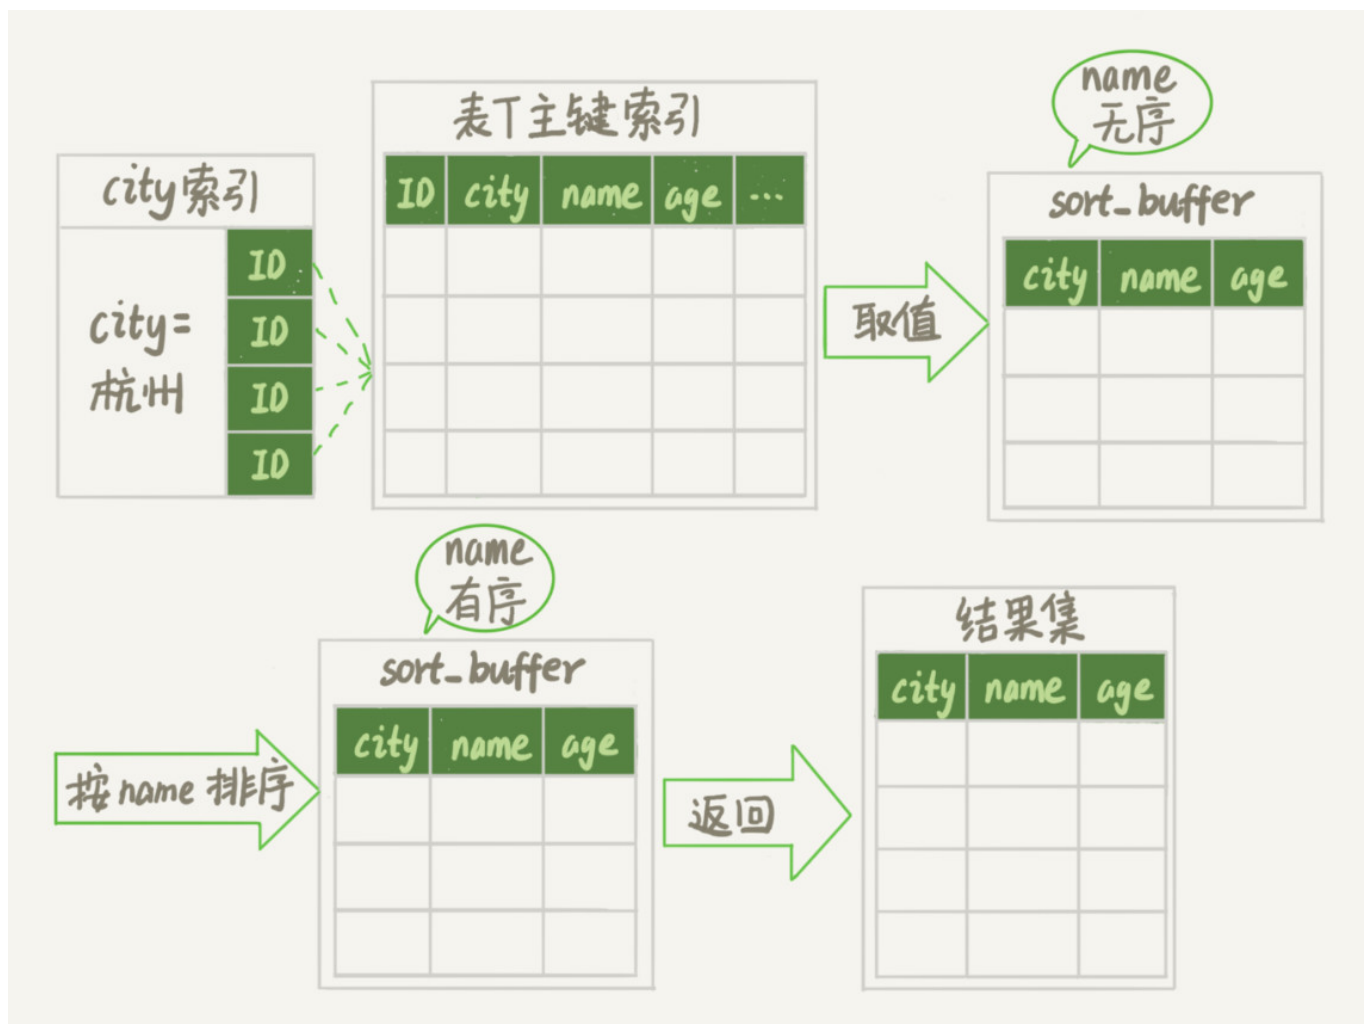 city索引
city=
杭州
ID
ID
ID
ID
表T主键索引
ID city name age ...
取值
name
无序
sort_buffer
city name age
按name排序
name
有序
sort_buffer
city name age
返回
结果集
city name age